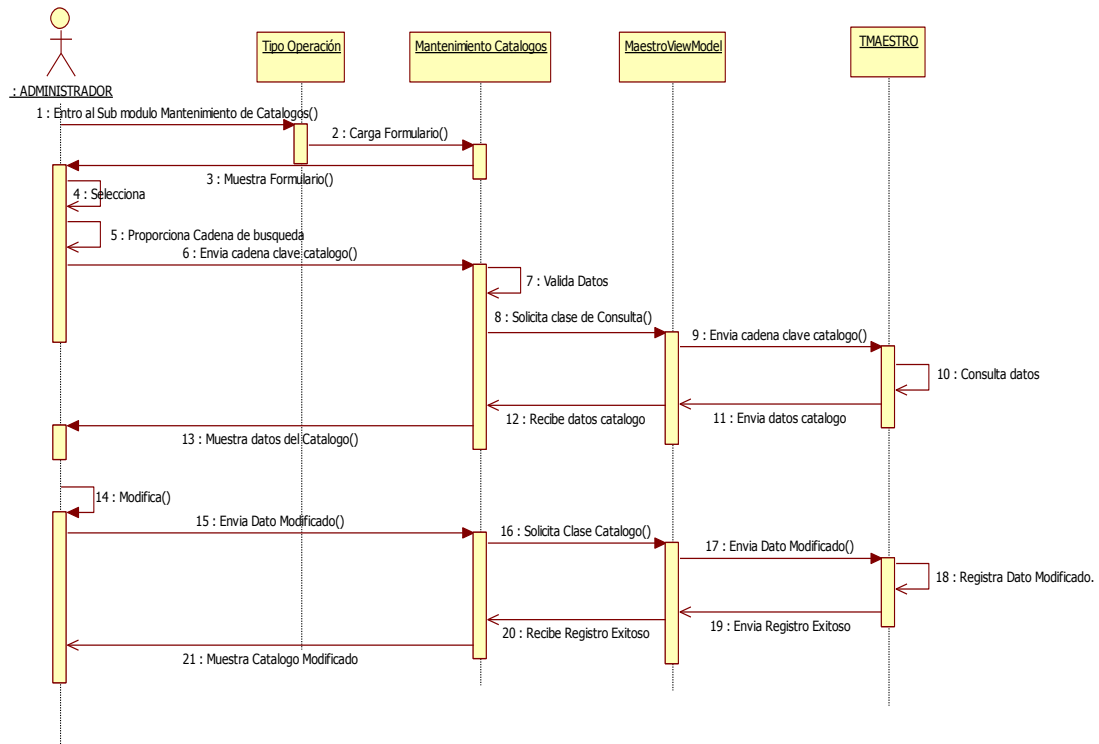 Tipo Operación
Mantenimiento Catalogos
MaestroViewModel
TMAESTRO
: ADMINISTRADOR
1 : Entro al Sub modulo Mantenimiento de Catalogos()
2 : Carga Formulario()
3 : Muestra Formulario()
4 : Selecciona
5 : Proporciona Cadena de busqueda
6 : Envia cadena clave catalogo()
7 : Valida Datos
8 : Solicita clase de Consulta()
9 : Envia cadena clave catalogo()
10 : Consulta datos
11 : Envia datos catalogo
12 : Recibe datos catalogo
13 : Muestra datos del Catalogo()
14 : Modifica()
15 : Envia Dato Modificado()
16 : Solicita Clase Catalogo()
17 : Envia Dato Modificado()
18 : Registra Dato Modificado.
19 : Envia Registro Exitoso
20 : Recibe Registro Exitoso
21 : Muestra Catalogo Modificado